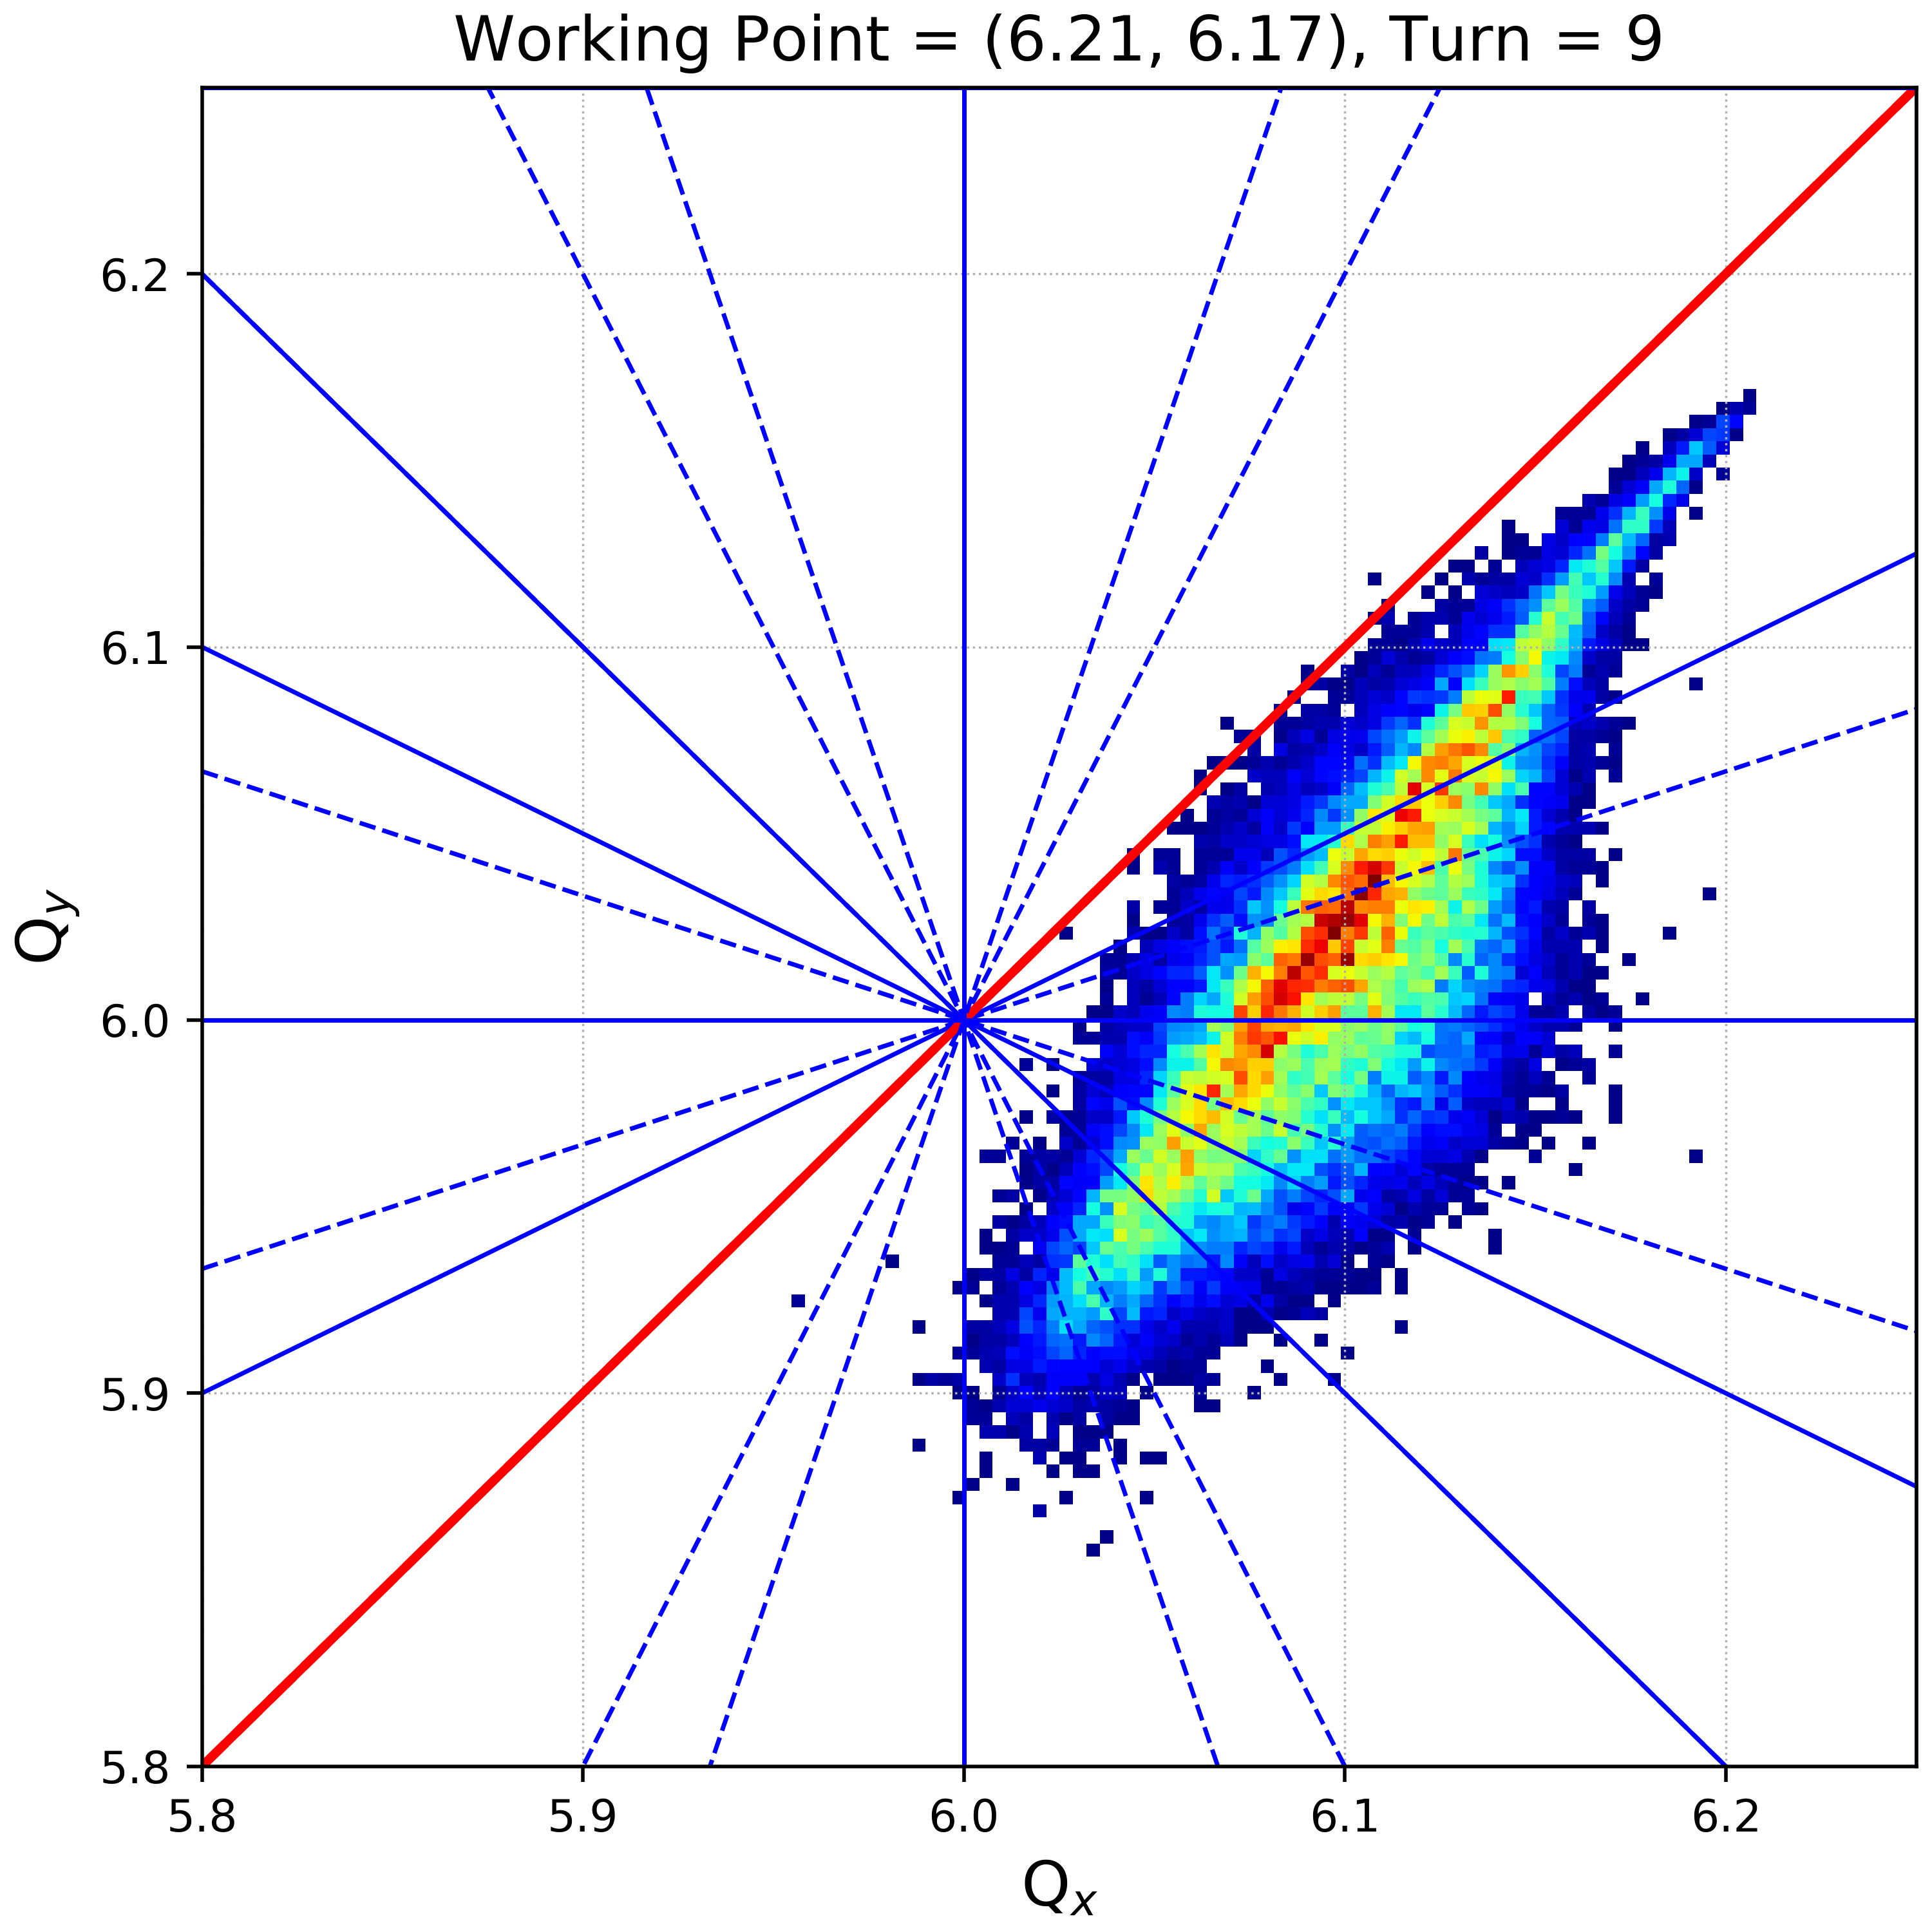 Working Point = (6.21, 6.17), Turn = 9
6.2
6.1
6.0
5.9
5.8
Qy
5.8 5.9 6.0 6.1 6.2
Qx